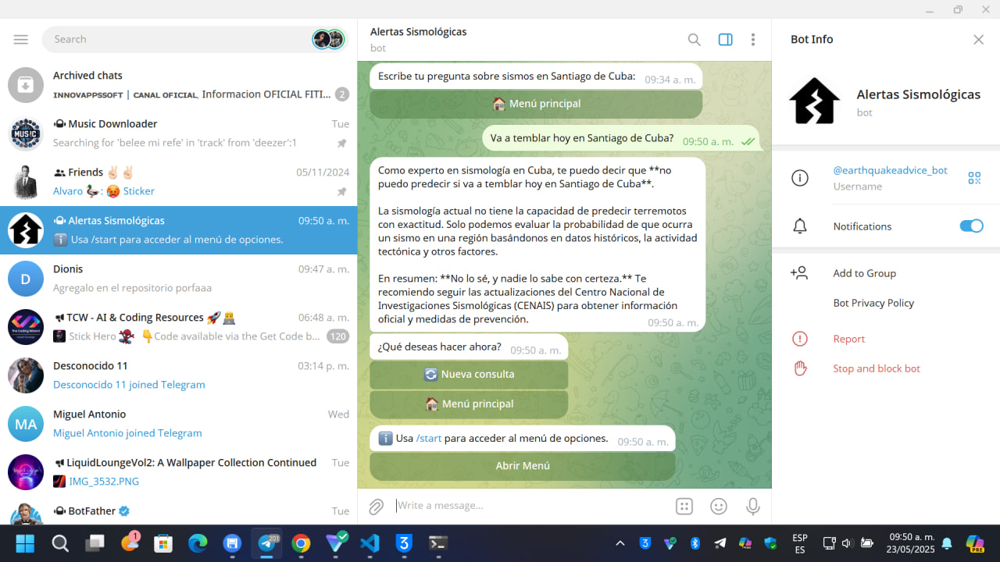 Search
Archived chats
ɪɴɴᴏᴠᴀᴘᴘssᴏғᴛ | ᴄᴀɴᴀʟ ᴏғɪᴄɪᴀʟ, Informacion OFICIAL FITI...
2
Music Downloader
Tue
Searching for 'belee mi refe' in 'track' from 'deezer':1
MUS!C
Friends ✌🏻✌🏻
05/11/2024
Alvaro 🦆: 🥵 Sticker
Alertas Sismológicas
09:50 a. m.
ℹ️ Usa /start para acceder al menú de opciones.
D
Dionis
09:47 a. m.
Agregalo en el repositorio porfaaa
TCW - AI & Coding Resources 🚀👨‍💻
06:48 a. m.
The Coding Wizard
Stick Hero 👇Code available via the Get Code b...
120
Desconocido 11
03:14 p. m.
Desconocido 11 joined Telegram
MA
Miguel Antonio
Wed
Miguel Antonio joined Telegram
LiquidLoungeVol2: A Wallpaper Collection Continued
Tue
IMG_3532.PNG
BotFather
Tue
Alertas Sismológicas
bot
Escribe tu pregunta sobre sismos en Santiago de Cuba:
09:34 a. m.
🏠 Menú principal
Va a temblar hoy en Santiago de Cuba?
09:50 a. m.
Como experto en sismología en Cuba, te puedo decir que **no
puedo predecir si va a temblar hoy en Santiago de Cuba**.
La sismología actual no tiene la capacidad de predecir terremotos
con exactitud. Solo podemos evaluar la probabilidad de que ocurra
un sismo en una región basándonos en datos históricos, la actividad
tectónica y otros factores.
En resumen: **No lo sé, y nadie lo sabe con certeza.** Te
recomiendo seguir las actualizaciones del Centro Nacional de
Investigaciones Sismológicas (CENAIS) para obtener información
oficial y medidas de prevención.
09:50 a. m.
¿Qué deseas hacer ahora?
09:50 a. m.
🔄 Nueva consulta
🏠 Menú principal
ℹ️ Usa /start para acceder al menú de opciones.
09:50 a. m.
Abrir Menú
Write a message...
Bot Info
Alertas Sismológicas
bot
@earthquakeadvice_bot
Username
Notifications
Add to Group
Bot Privacy Policy
Report
Stop and block bot
1
201
3
3
PRE
ESP
ES
09:50 a. m.
23/05/2025